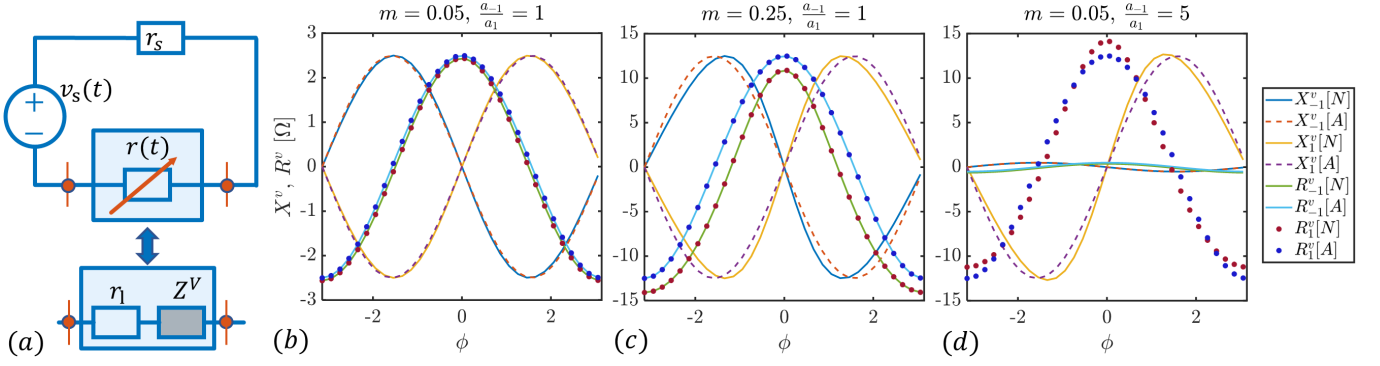 r_s
v_s(t)
+
−
r(t)
r_l
Z^V
(a)
m = 0.05, a_{-1}/a_1 = 1
X^v, R^v [Ω]
3
2
1
0
-1
-2
-3
-2
0
2
ϕ
(b)
m = 0.25, a_{-1}/a_1 = 1
15
10
5
0
-5
-10
-15
-2
0
2
ϕ
(c)
m = 0.05, a_{-1}/a_1 = 5
15
10
5
0
-5
-10
-15
-2
0
2
ϕ
(d)
X^v_{-1}[N]
X^v_{-1}[A]
X^v_1[N]
X^v_1[A]
R^v_{-1}[N]
R^v_{-1}[A]
R^v_1[N]
R^v_1[A]